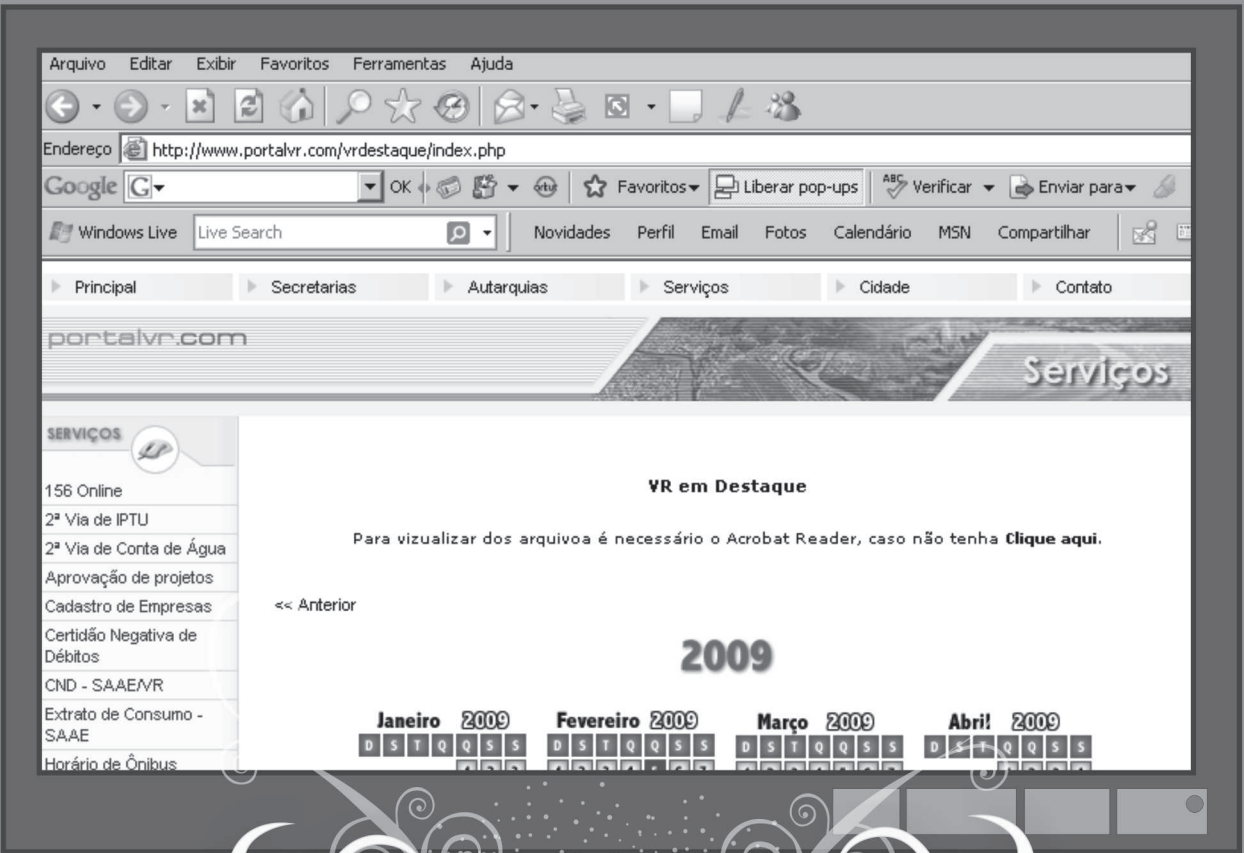 Arquivo Editar Exibir Favoritos Ferramentas Ajuda
Endereço http://www.portalvr.com/vrdestaque/index.php
Google G OK Favoritos Liberar pop-ups ABC Verificar Enviar para
Windows Live Live Search Novidades Perfil Email Fotos Calendário MSN Compartilhar
Principal Secretarias Autarquias Serviços Cidade Contato
portalvr.com
Serviços
SERVIÇOS
156 Online
2ª Via de IPTU
2ª Via de Conta de Água
Aprovação de projetos
Cadastro de Empresas
Certidão Negativa de
Débitos
CND - SAAE/VR
Extrato de Consumo -
SAAE
Horário de Ônibus
VR em Destaque
Para vizualizar dos arquivoa é necessário o Acrobat Reader, caso não tenha Clique aqui.
<< Anterior
2009
Janeiro 2009 Fevereiro 2009 Março 2009 Abril 2009
D S T Q Q S S D S T Q Q S S D S T Q Q S S D S T Q Q S S